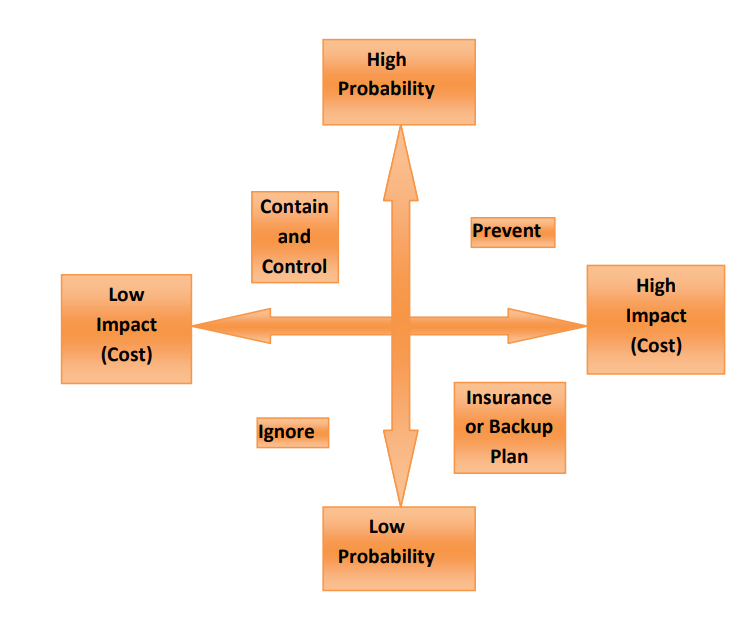 High
Probability
Contain
and
Control
Prevent
Low
Impact
(Cost)
High
Impact
(Cost)
Ignore
Insurance
or Backup
Plan
Low
Probability